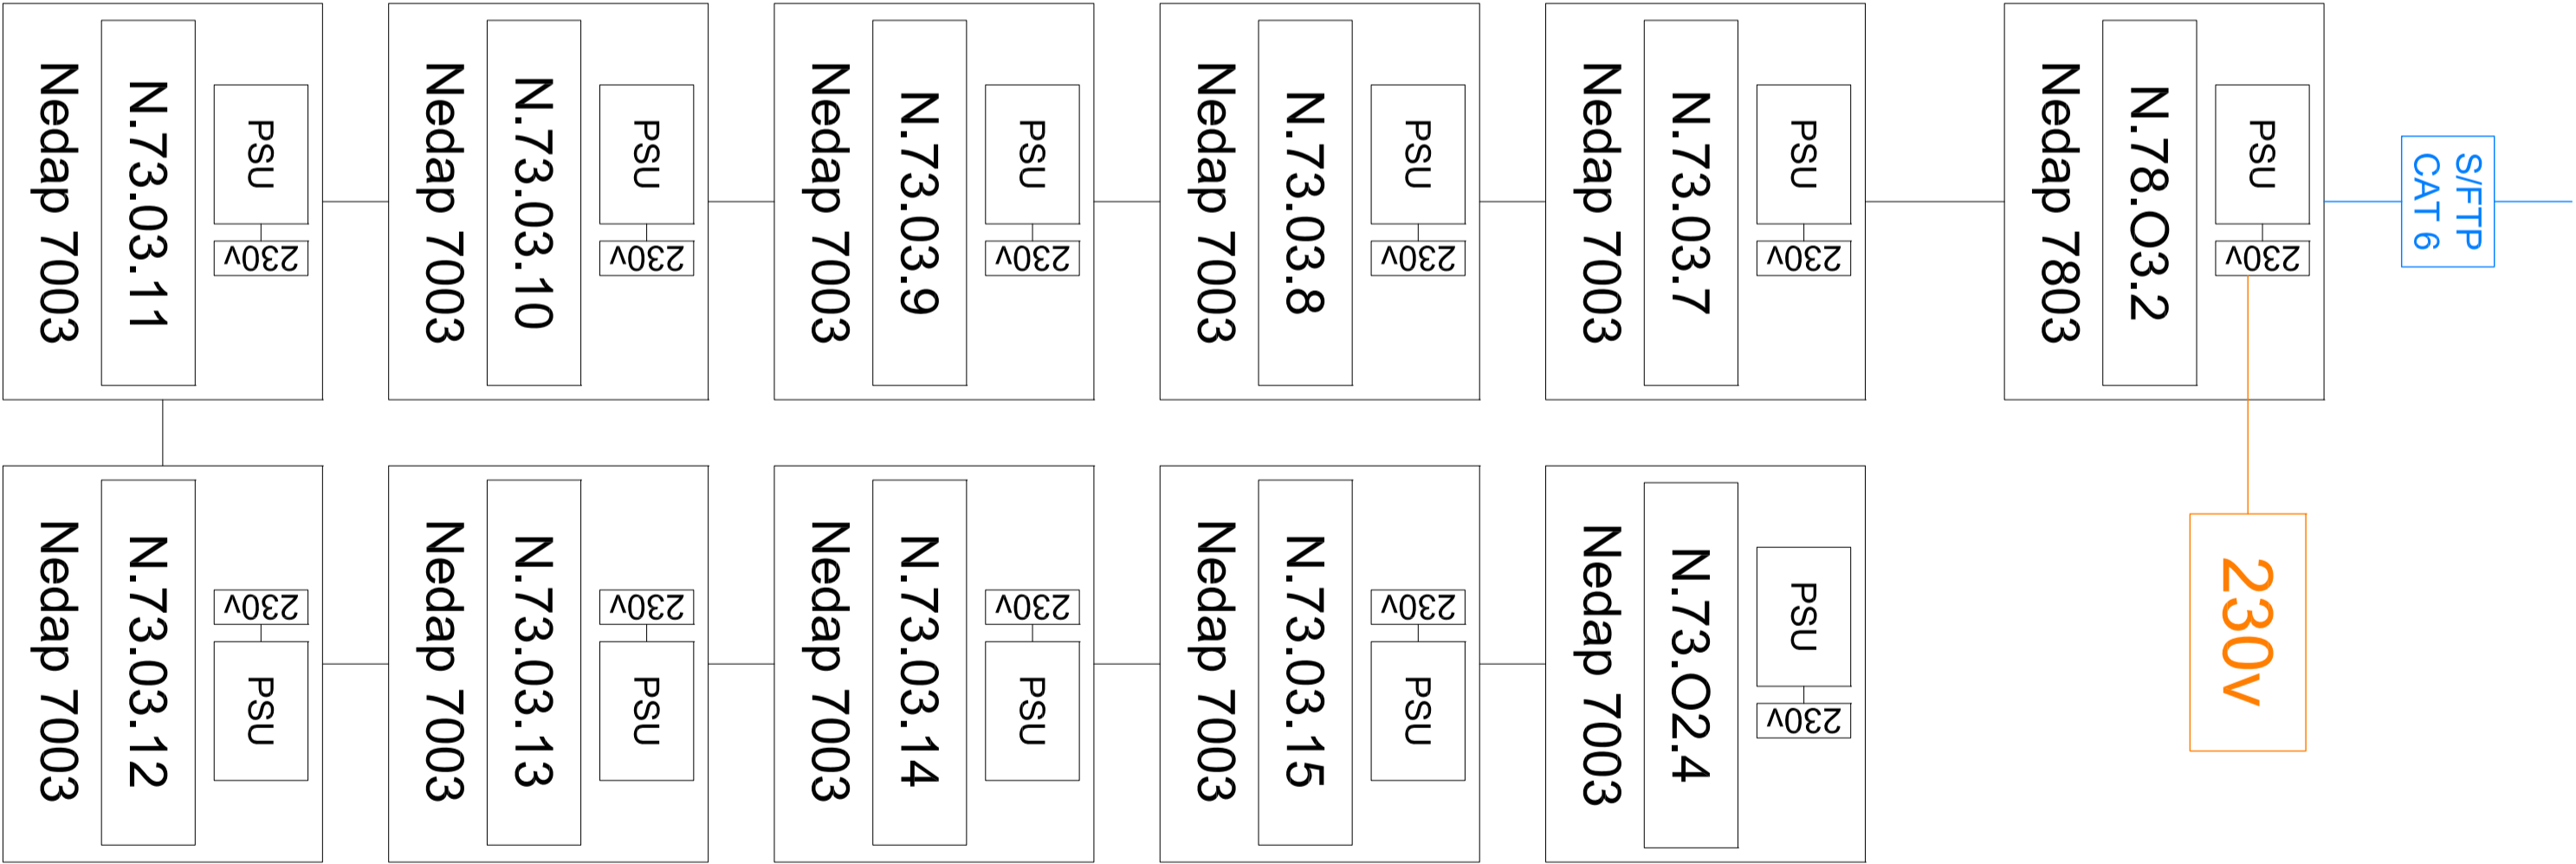 S/FTP
CAT 6
PSU
230v
N.78.O3.2
Nedap 7803
230v
PSU
230v
N.73.03.7
Nedap 7003
PSU
230v
N.73.O2.4
Nedap 7003
PSU
230v
N.73.03.8
Nedap 7003
230v
PSU
N.73.03.15
Nedap 7003
PSU
230v
N.73.03.9
Nedap 7003
230v
PSU
N.73.03.14
Nedap 7003
PSU
230v
N.73.03.10
Nedap 7003
230v
PSU
N.73.03.13
Nedap 7003
PSU
230v
N.73.03.11
Nedap 7003
230v
PSU
N.73.03.12
Nedap 7003